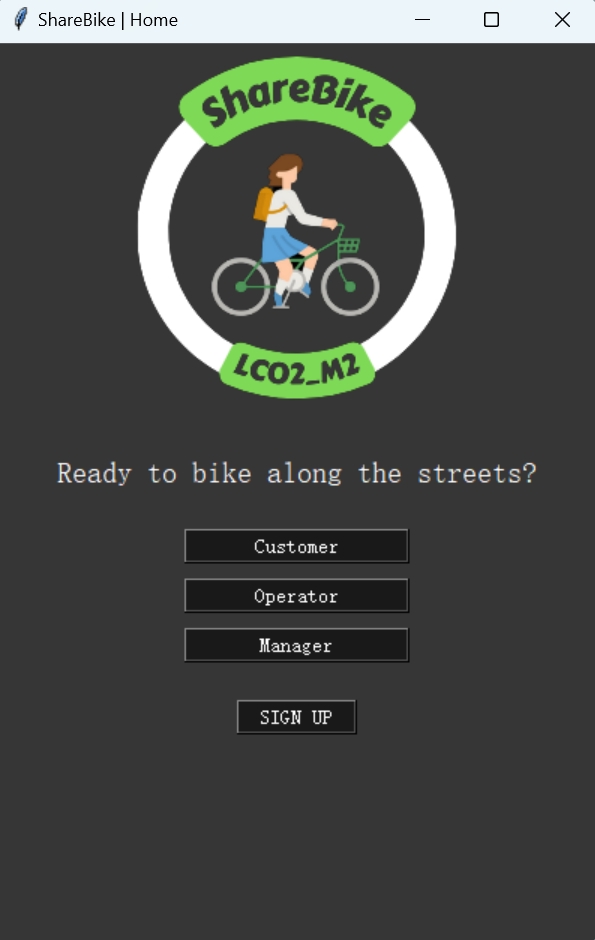 ShareBike | Home
ShareBike
LCO2_M2
Ready to bike along the streets?
Customer
Operator
Manager
SIGN UP